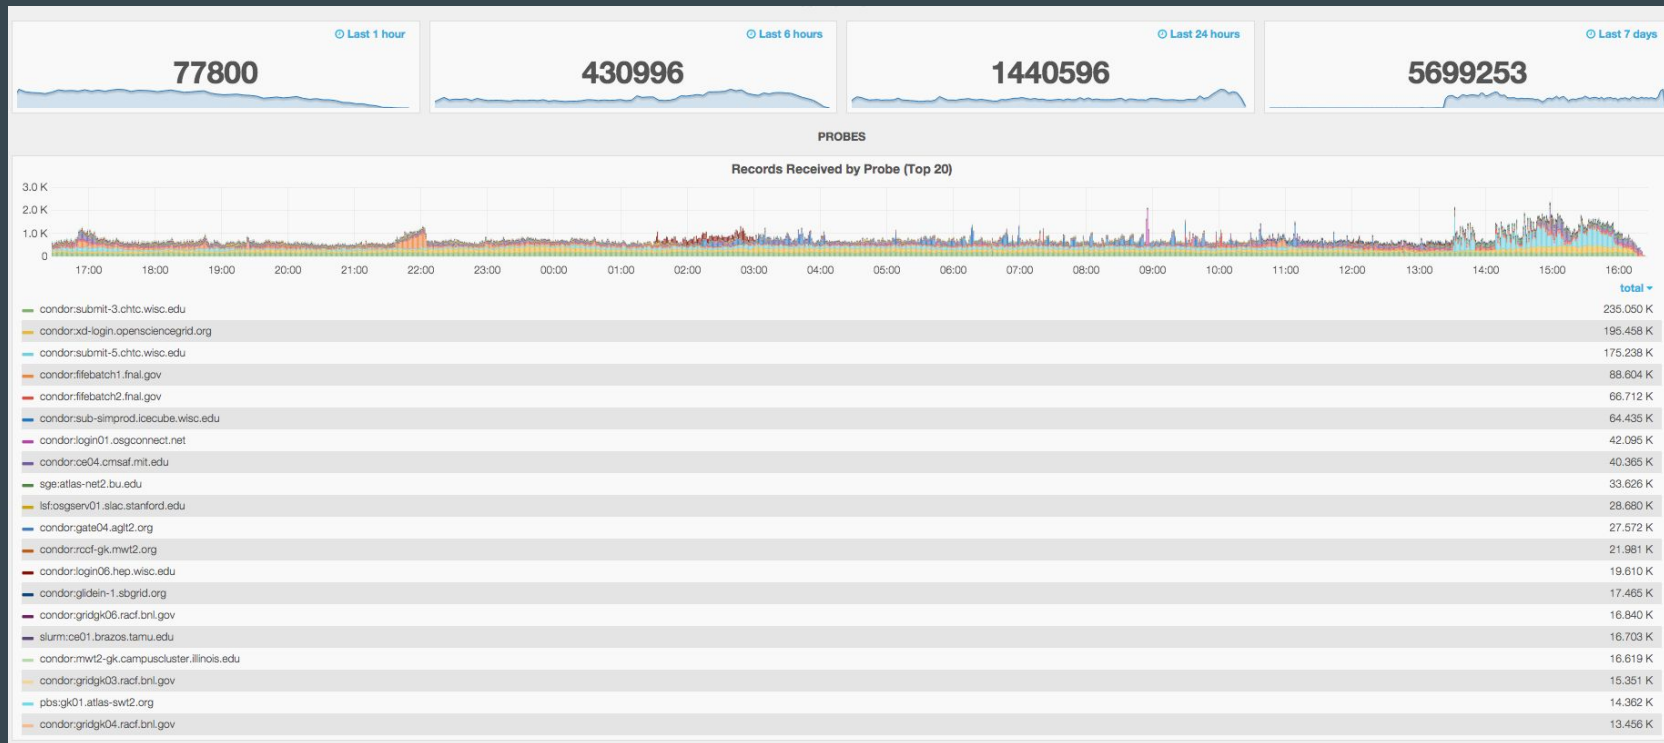 Last 1 hour
77800
Last 6 hours
430996
Last 24 hours
1440596
Last 7 days
5699253
PROBES
Records Received by Probe (Top 20)
3.0 K
2.0 K
1.0 K
0
17:00 18:00 19:00 20:00 21:00 22:00 23:00 00:00 01:00 02:00 03:00 04:00 05:00 06:00 07:00 08:00 09:00 10:00 11:00 12:00 13:00 14:00 15:00 16:00
total
condor:submit-3.chtc.wisc.edu 235.050 K
condor:xd-login.opensciencegrid.org 195.458 K
condor:submit-5.chtc.wisc.edu 175.238 K
condor:fifebatch1.fnal.gov 88.604 K
condor:fifebatch2.fnal.gov 66.712 K
condor:sub-simprod.icecube.wisc.edu 64.435 K
condor:login01.osgconnect.net 42.095 K
condor:ce04.cmsaf.mit.edu 40.365 K
sge:atlas-net2.bu.edu 33.626 K
lsf:osgserv01.slac.stanford.edu 28.680 K
condor:gate04.aglt2.org 27.572 K
condor:rccf-gk.mwt2.org 21.981 K
condor:login06.hep.wisc.edu 19.610 K
condor:glidein-1.sbgrid.org 17.465 K
condor:gridgk06.racf.bnl.gov 16.840 K
slurm:ce01.brazos.tamu.edu 16.703 K
condor:mwt2-gk.campuscluster.illinois.edu 16.619 K
condor:gridgk03.racf.bnl.gov 15.351 K
pbs:gk01.atlas-swt2.org 14.362 K
condor:gridgk04.racf.bnl.gov 13.456 K